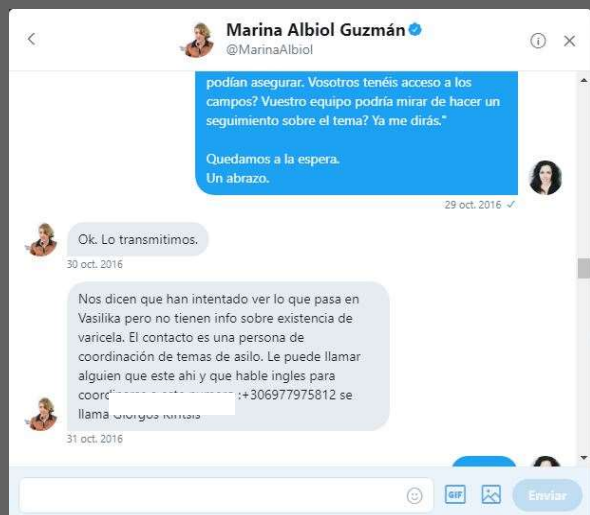 Marina Albiol Guzmán
@MarinaAlbiol
podían asegurar. Vosotros tenéis acceso a los
campos? Vuestro equipo podría mirar de hacer un
seguimiento sobre el tema? Ya me dirás."
Quedamos a la espera.
Un abrazo.
29 oct. 2016
Ok. Lo transmitimos.
30 oct. 2016
Nos dicen que han intentado ver lo que pasa en
Vasilika pero no tienen info sobre existencia de
varicela. El contacto es una persona de
coordinación de temas de asilo. Le puede llamar
alguien que este ahi y que hable ingles para
:+306977975812 se
llama
31 oct. 2016
GIF
Enviar